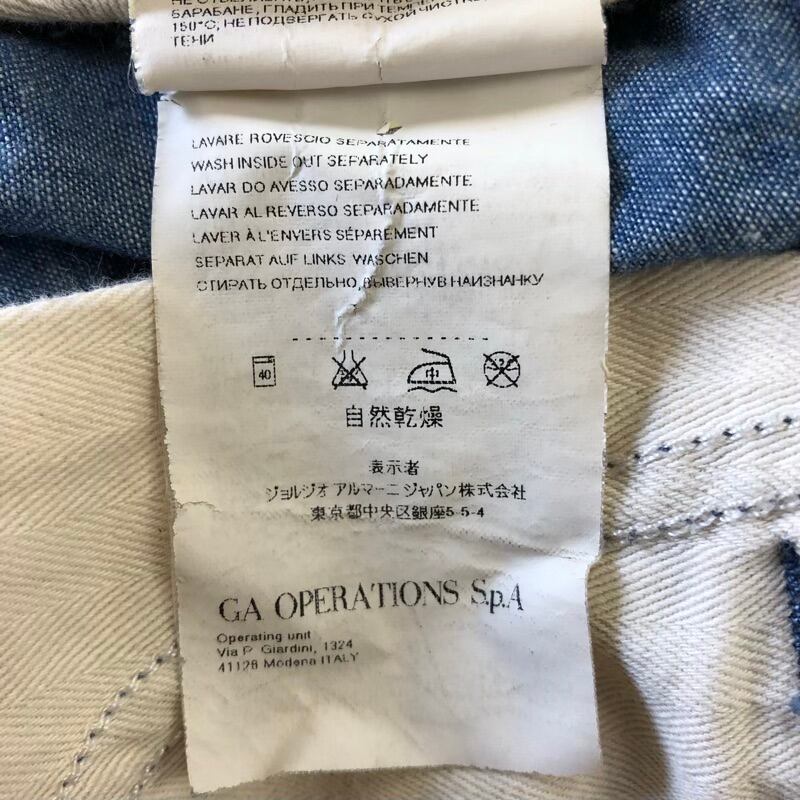 БАРАБАНЕ, ГЛАДИТЬ ПРИ
150°C, НЕ ПОДВЕРГАТЬ СУХОЙ
ТЕНИ
LAVARE ROVESCIO SEPARATAMENTE
WASH INSIDE OUT SEPARATELY
LAVAR DO AVESSO SEPARADAMENTE
LAVAR AL REVERSO SEPARADAMENTE
LAVER À L'ENVERS SÉPAREMENT
SEPARAT AUF LINKS WASCHEN
СТИРАТЬ ОТДЕЛЬНО, ВЫВЕРНУВ НАИЗНАНКУ
40 中
自然乾燥
表示者
ジョルジオ アルマーニ ジャパン株式会社
東京都中央区銀座5-5-4
GA OPERATIONS S.p.A
Operating unit
Via P. Giardini, 1324
41126 Modena ITALY